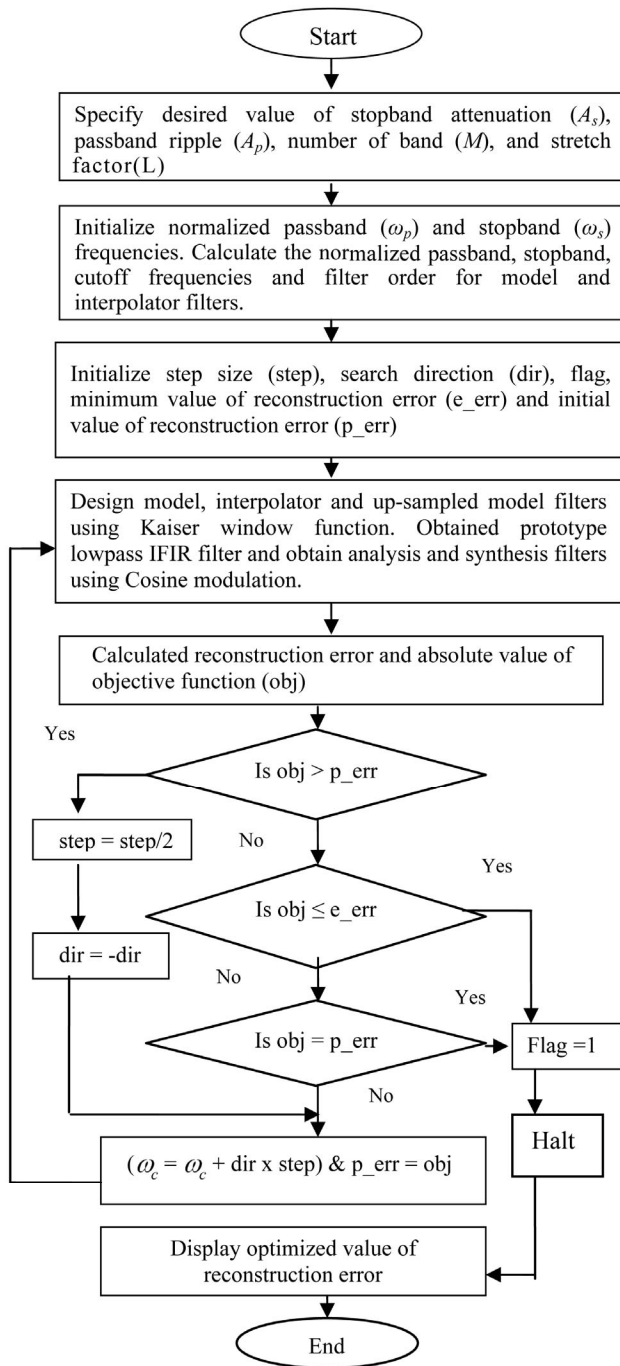 Start
Specify desired value of stopband attenuation (As),
passband ripple (Ap), number of band (M), and stretch
factor(L)
Initialize normalized passband (ωp) and stopband (ωs)
frequencies. Calculate the normalized passband, stopband,
cutoff frequencies and filter order for model and
interpolator filters.
Initialize step size (step), search direction (dir), flag,
minimum value of reconstruction error (e_err) and initial
value of reconstruction error (p_err)
Design model, interpolator and up-sampled model filters
using Kaiser window function. Obtained prototype
lowpass IFIR filter and obtain analysis and synthesis filters
using Cosine modulation.
Calculated reconstruction error and absolute value of
objective function (obj)
Yes
Is obj > p_err
step = step/2
No
Yes
Is obj ≤ e_err
dir = -dir
No
Yes
Is obj = p_err
Flag =1
No
Halt
(ωc = ωc + dir x step) & p_err = obj
Display optimized value of
reconstruction error
End